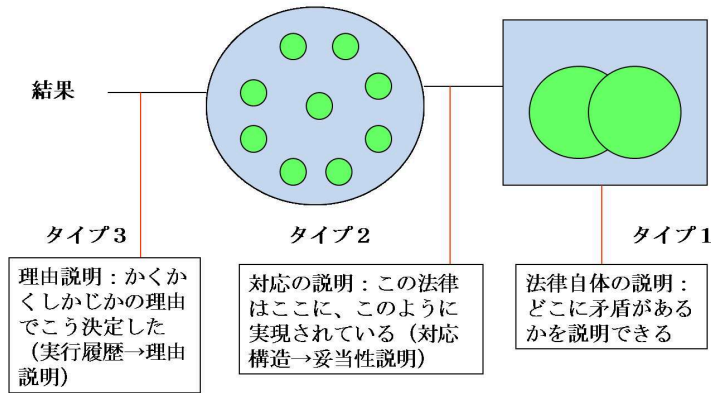 結果
タイプ3
タイプ2
タイプ1
理由説明：かくか
くしかじかの理由
でこう決定した
（実行履歴→理由
説明）
対応の説明：この法律
はここに、このように
実現されている（対応
構造→妥当性説明）
法律自体の説明：
どこに矛盾がある
かを説明できる